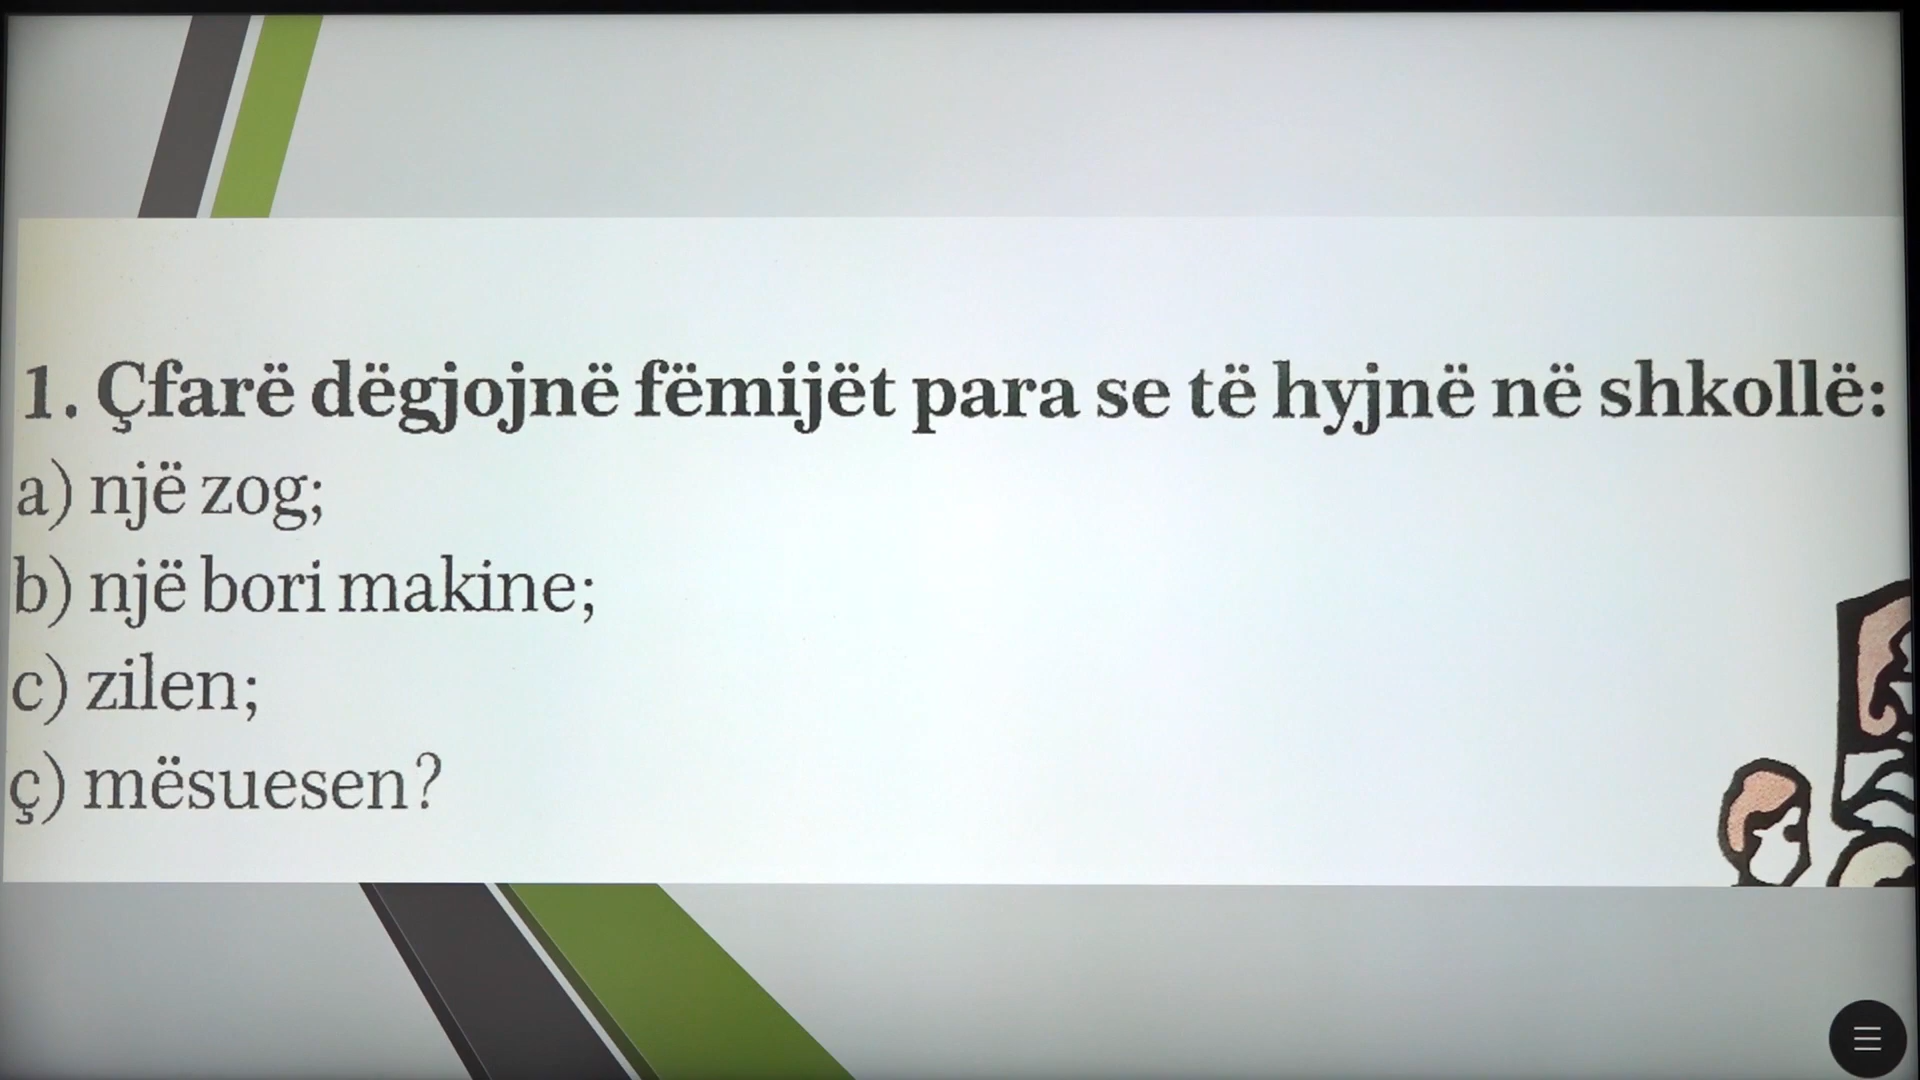 1. Çfarë dëgjojnë fëmijët para se të hyjnë në shkollë:
a) një zog;
b) një bori makine;
c) zilen;
ç) mësuesen?